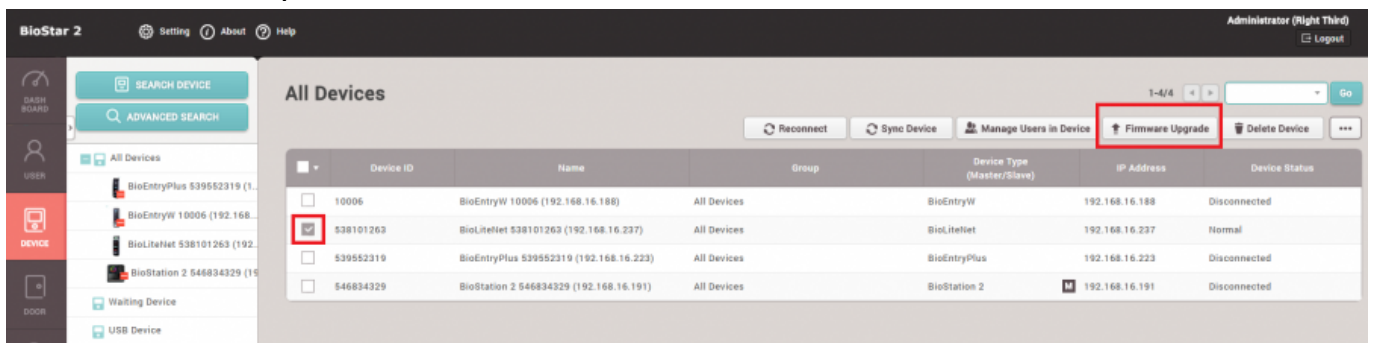 BioStar 2 Setting About Help Administrator (Right Third)
Logout
DASH
BOARD
USER
DEVICE
DOOR
SEARCH DEVICE
ADVANCED SEARCH
All Devices
BioEntryPlus 539552319 (1..
BioEntryW 10006 (192.168...
BioLiteNet 538101263 (192..
BioStation 2 546834329 (19
Waiting Device
USB Device
All Devices 1-4/4 Go
Reconnect Sync Device Manage Users in Device Firmware Upgrade Delete Device ...
Device ID Name Group Device Type (Master/Slave) IP Address Device Status
10006 BioEntryW 10006 (192.168.16.188) All Devices BioEntryW 192.168.16.188 Disconnected
538101263 BioLiteNet 538101263 (192.168.16.237) All Devices BioLiteNet 192.168.16.237 Normal
539552319 BioEntryPlus 539552319 (192.168.16.223) All Devices BioEntryPlus 192.168.16.223 Disconnected
546834329 BioStation 2 546834329 (192.168.16.191) All Devices BioStation 2 M 192.168.16.191 Disconnected